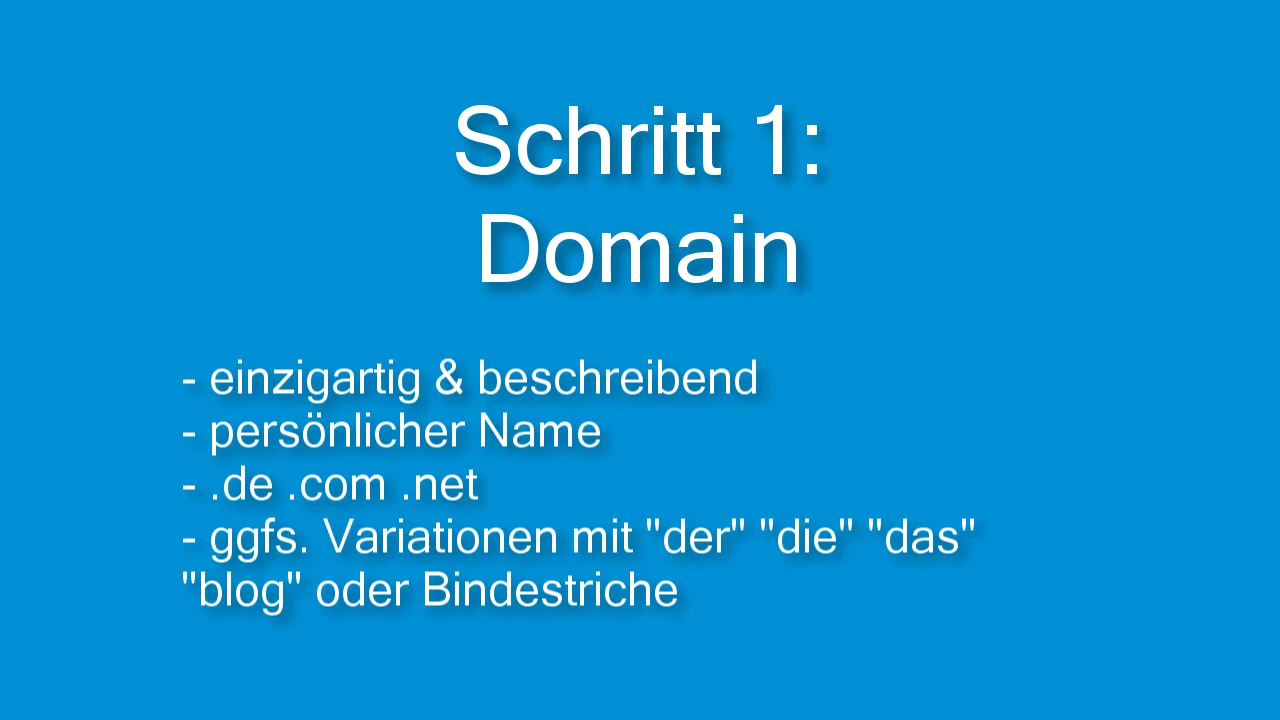 Schritt 1:
Domain
- einzigartig & beschreibend
- persönlicher Name
- .de .com .net
- ggfs. Variationen mit "der" "die" "das"
"blog" oder Bindestriche